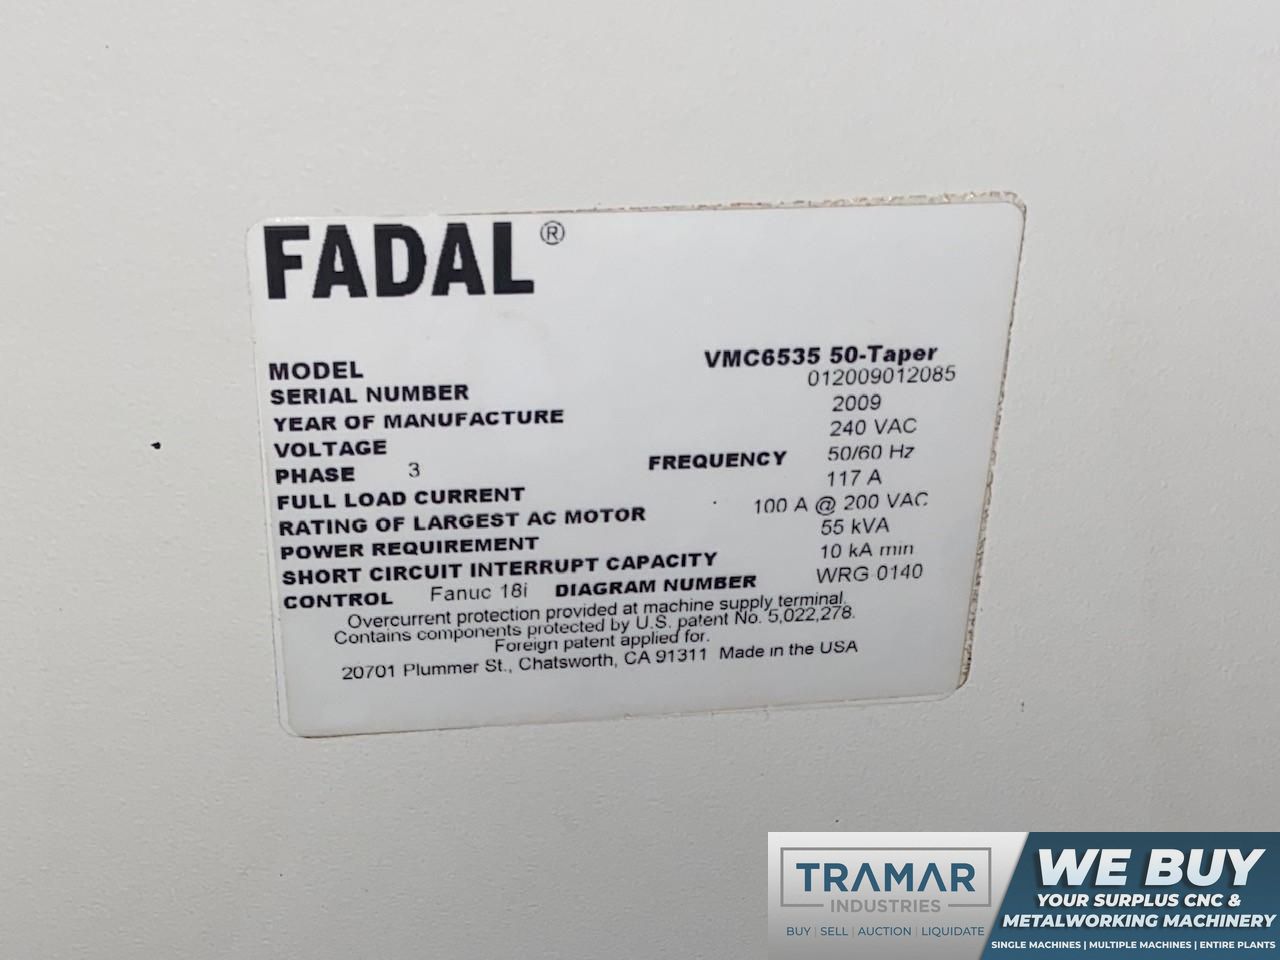 FADAL®
MODEL VMC6535 50-Taper
SERIAL NUMBER 012009012085
YEAR OF MANUFACTURE 2009
VOLTAGE 240 VAC
PHASE 3 FREQUENCY 50/60 Hz
FULL LOAD CURRENT 117 A
RATING OF LARGEST AC MOTOR 100 A @ 200 VAC
POWER REQUIREMENT 55 kVA
SHORT CIRCUIT INTERRUPT CAPACITY 10 kA min
CONTROL Fanuc 18i DIAGRAM NUMBER WRG 0140
Overcurrent protection provided at machine supply terminal.
Contains components protected by U.S. patent No. 5,022,278.
Foreign patent applied for.
20701 Plummer St., Chatsworth, CA 91311 Made in the USA
TRAMAR
INDUSTRIES
BUY | SELL | AUCTION | LIQUIDATE
WE BUY
YOUR SURPLUS CNC &
METALWORKING MACHINERY
SINGLE MACHINES | MULTIPLE MACHINES | ENTIRE PLANTS